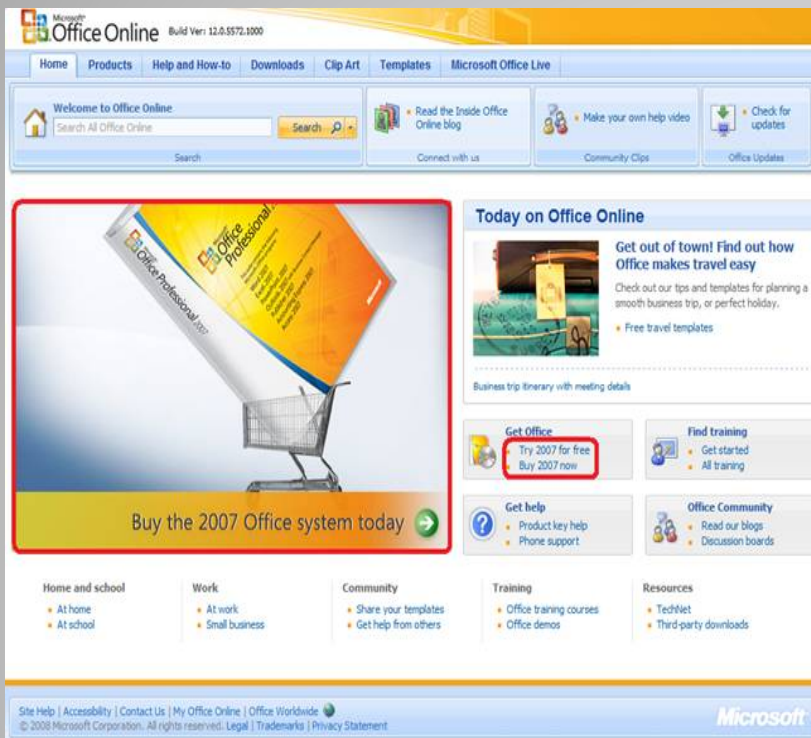 Microsoft
Office Online Build Ver: 12.0.5572.1000
Home Products Help and How-to Downloads Clip Art Templates Microsoft Office Live
Welcome to Office Online
Search All Office Online Search
Search
Read the Inside Office
Online blog
Connect with us
Make your own help video
Community Clips
Check for
updates
Office Updates
Office Professional 2007
Office
Professional 2007
Buy the 2007 Office system today
Today on Office Online
Get out of town! Find out how
Office makes travel easy
Check out our tips and templates for planning a
smooth business trip, or perfect holiday.
Free travel templates
Business trip itinerary with meeting details
Get Office
Try 2007 for free
Buy 2007 now
Find training
Get started
All training
Get help
Product key help
Phone support
Office Community
Read our blogs
Discussion boards
Home and school
At home
At school
Work
At work
Small business
Community
Share your templates
Get help from others
Training
Office training courses
Office demos
Resources
TechNet
Third-party downloads
Site Help | Accessibility | Contact Us | My Office Online | Office Worldwide
© 2008 Microsoft Corporation. All rights reserved. Legal | Trademarks | Privacy Statement
Microsoft